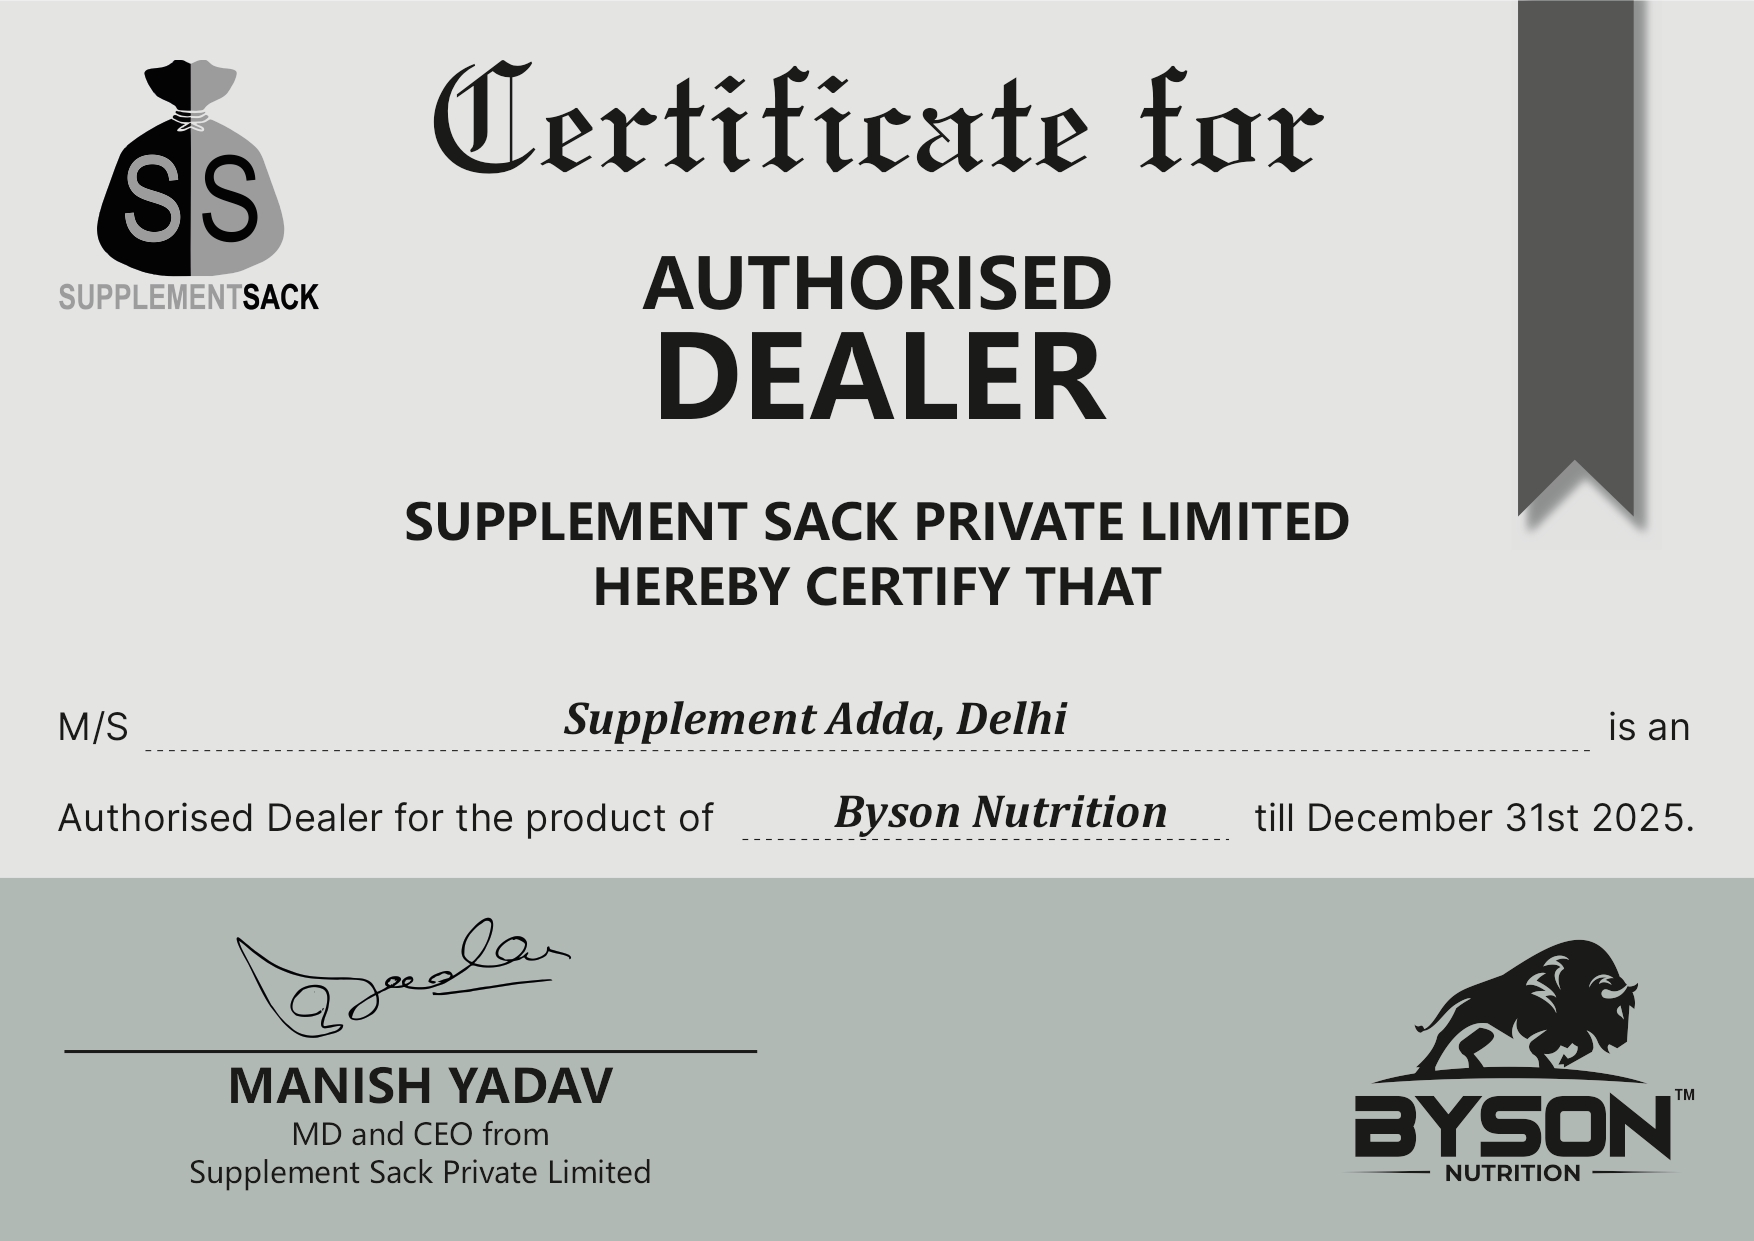 Certificate for
SS
SUPPLEMENTSACK
AUTHORISED
DEALER
SUPPLEMENT SACK PRIVATE LIMITED
HEREBY CERTIFY THAT
M/S Supplement Adda, Delhi is an
Authorised Dealer for the product of Byson Nutrition till December 31st 2025.
MANISH YADAV
MD and CEO from
Supplement Sack Private Limited
BYSON™
NUTRITION